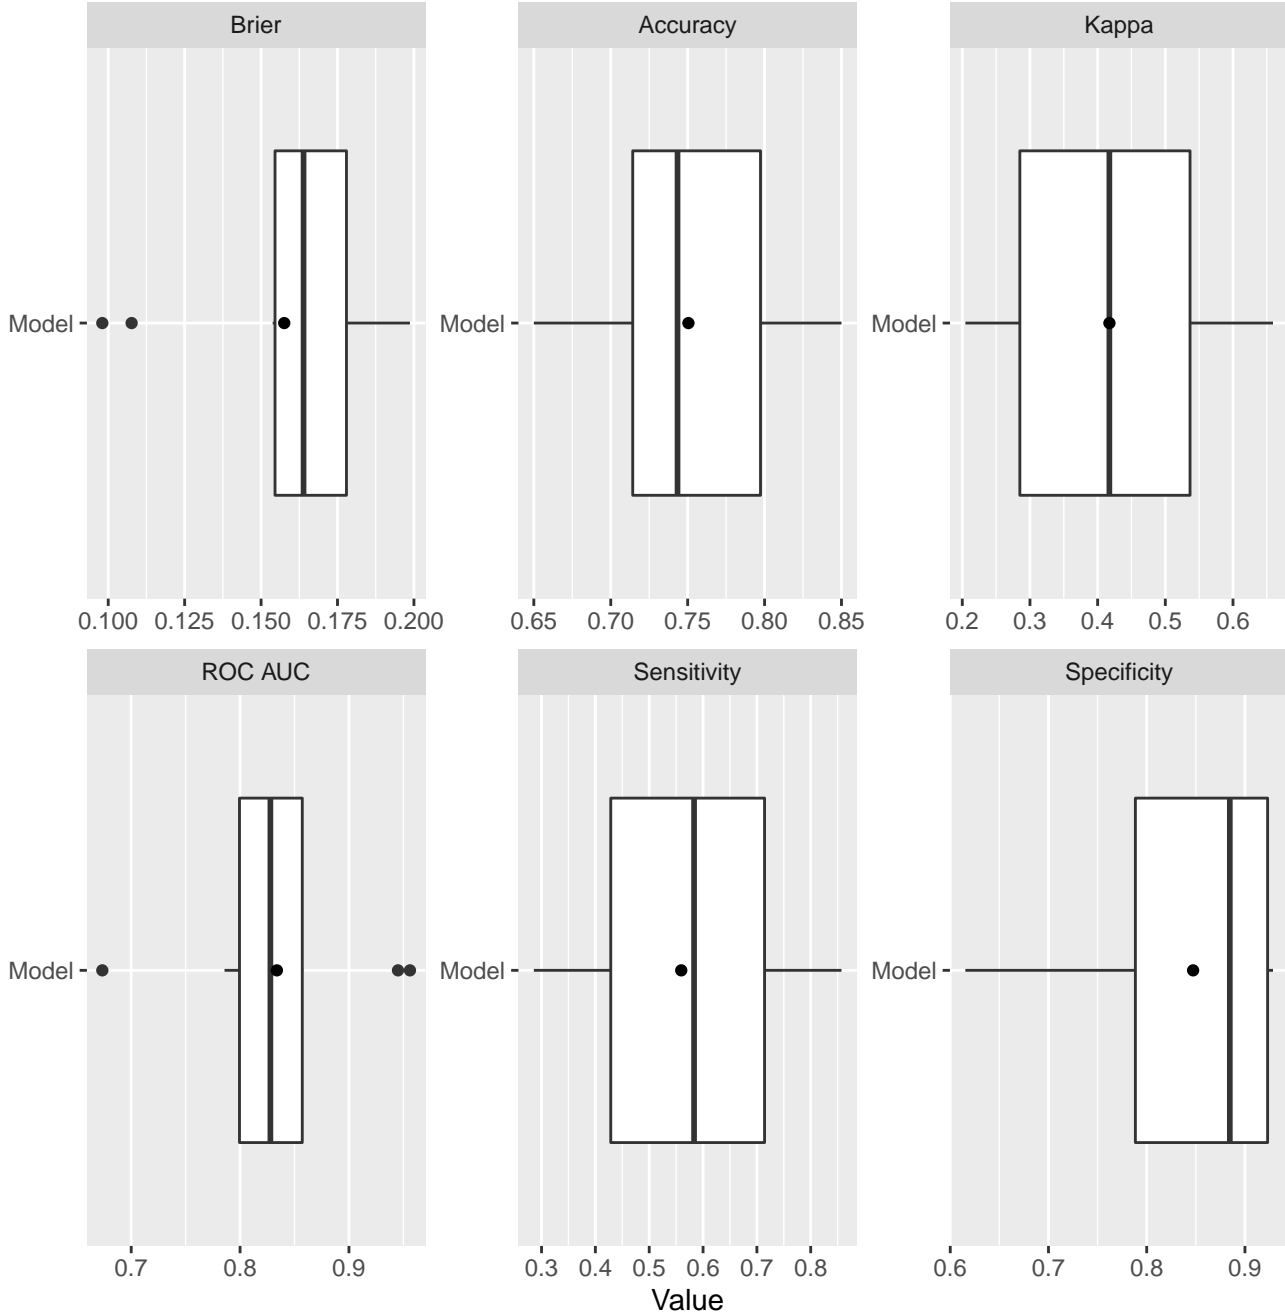 Brier Accuracy Kappa
Model Model Model
0.100 0.125 0.150 0.175 0.200 0.65 0.70 0.75 0.80 0.85 0.2 0.3 0.4 0.5 0.6
ROC AUC Sensitivity Specificity
Model Model Model
0.7 0.8 0.9 0.3 0.4 0.5 0.6 0.7 0.8 0.6 0.7 0.8 0.9
Value